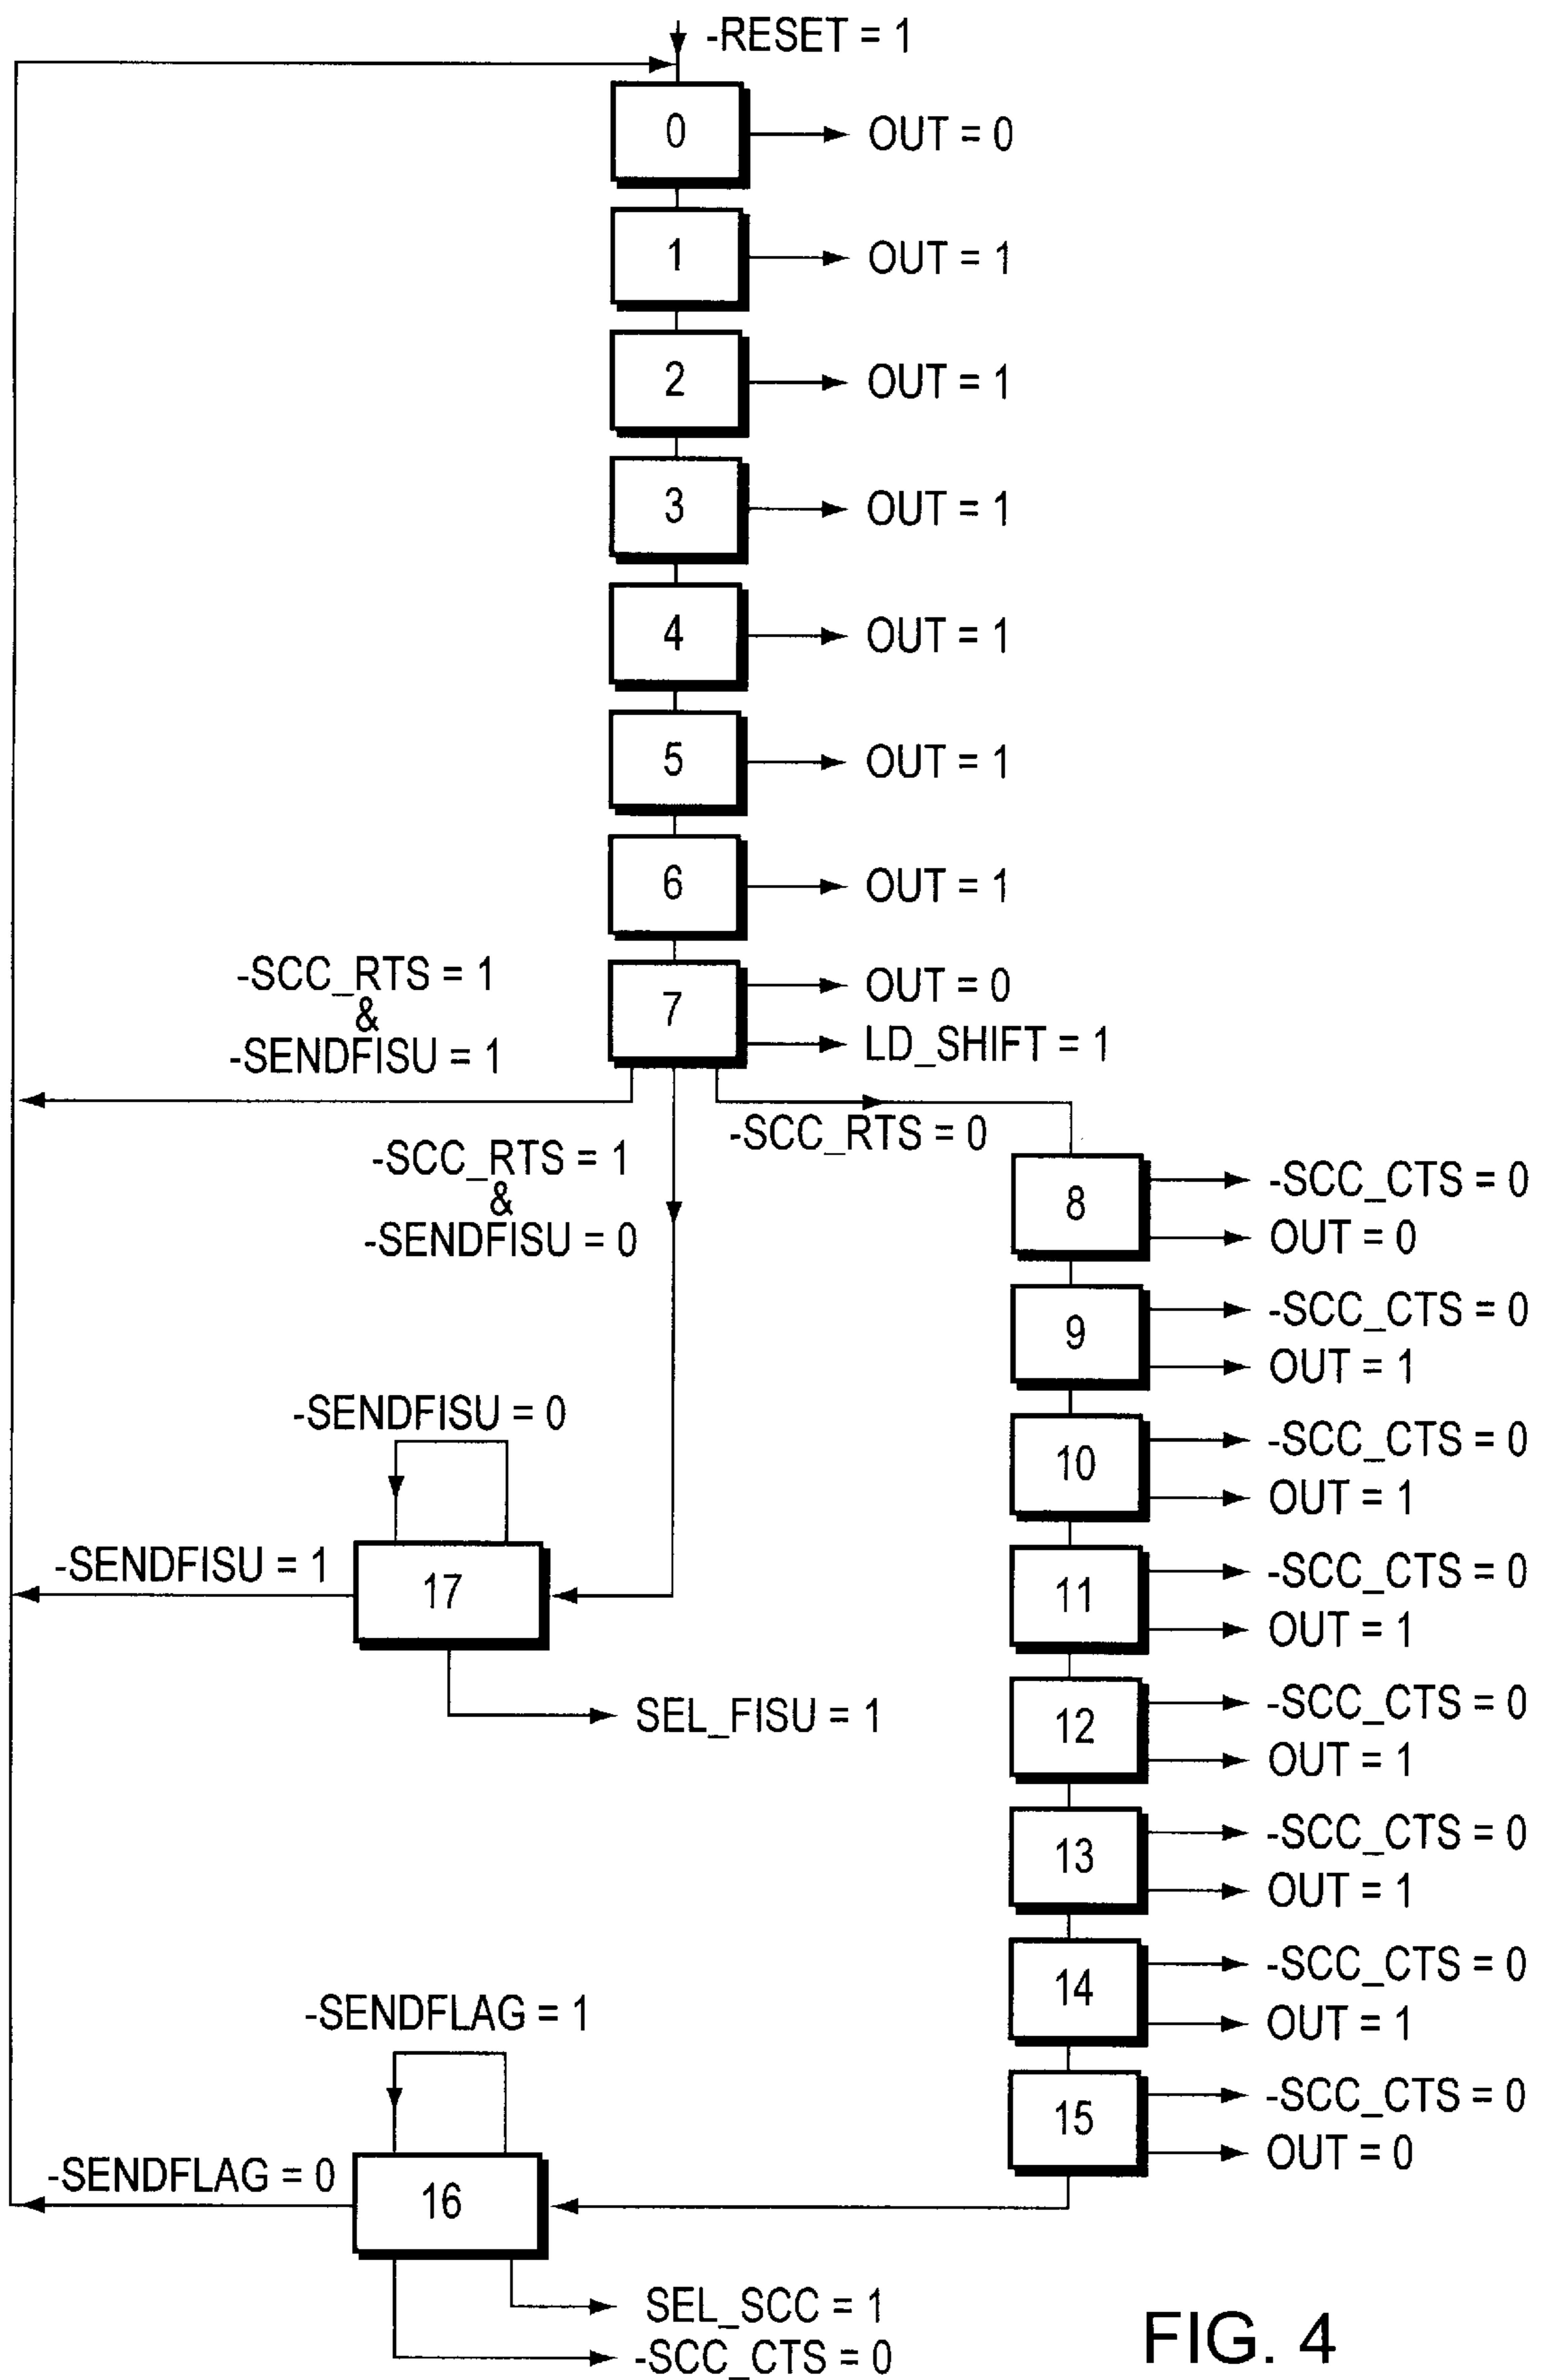 -RESET = 1
0
OUT = 0
1
OUT = 1
2
OUT = 1
3
OUT = 1
4
OUT = 1
5
OUT = 1
6
OUT = 1
-SCC_RTS = 1
&
-SENDFISU = 1
7
OUT = 0
LD_SHIFT = 1
-SCC_RTS = 1
&
-SENDFISU = 0
-SCC_RTS = 0
8
-SCC_CTS = 0
OUT = 0
9
-SCC_CTS = 0
OUT = 1
10
-SCC_CTS = 0
OUT = 1
-SENDFISU = 0
-SENDFISU = 1
17
SEL_FISU = 1
11
-SCC_CTS = 0
OUT = 1
12
-SCC_CTS = 0
OUT = 1
13
-SCC_CTS = 0
OUT = 1
14
-SCC_CTS = 0
OUT = 1
15
-SCC_CTS = 0
OUT = 0
-SENDFLAG = 1
-SENDFLAG = 0
16
SEL_SCC = 1
-SCC_CTS = 0
FIG. 4